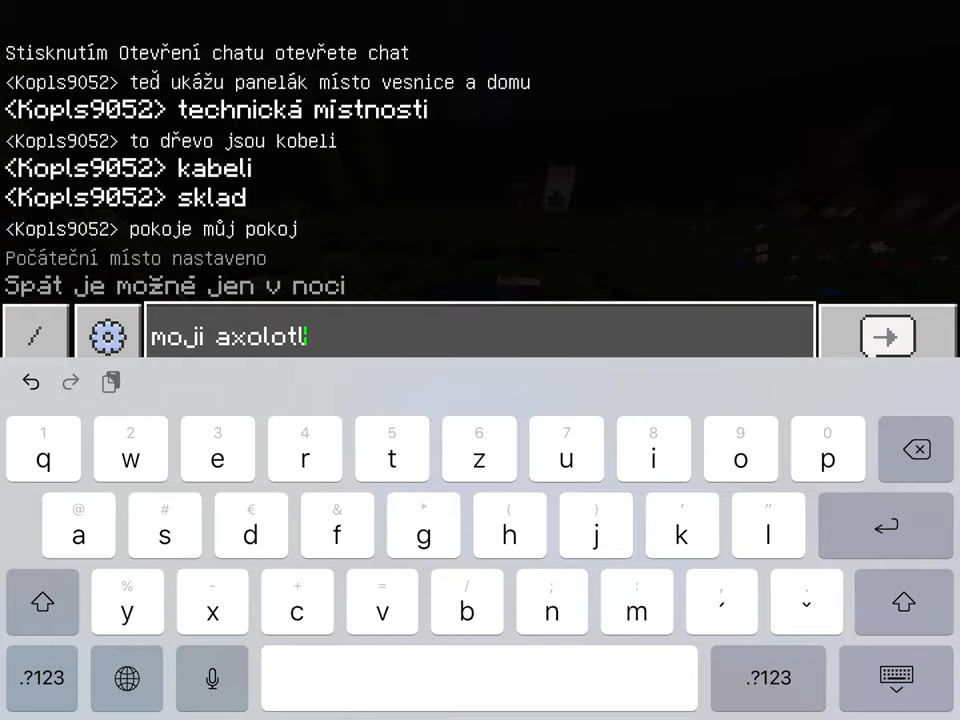 Stisknutím Otevření chatu otevřete chat
<Kopls9052> teď ukážu panelák místo vesnice a domu
<Kopls9052> technická místnosti
<Kopls9052> to dřevo jsou kobeli
<Kopls9052> kabeli
<Kopls9052> sklad
<Kopls9052> pokoje můj pokoj
Počáteční místo nastaveno
Spát je možné jen v noci
/ moji axolotl
1 2 3 4 5 6 7 8 9 0
q w e r t z u i o p
@ # € & * ( ) ' "
a s d f g h j k l
% - + = / ; : , .
y x c v b n m ´ ˇ
.?123 .?123